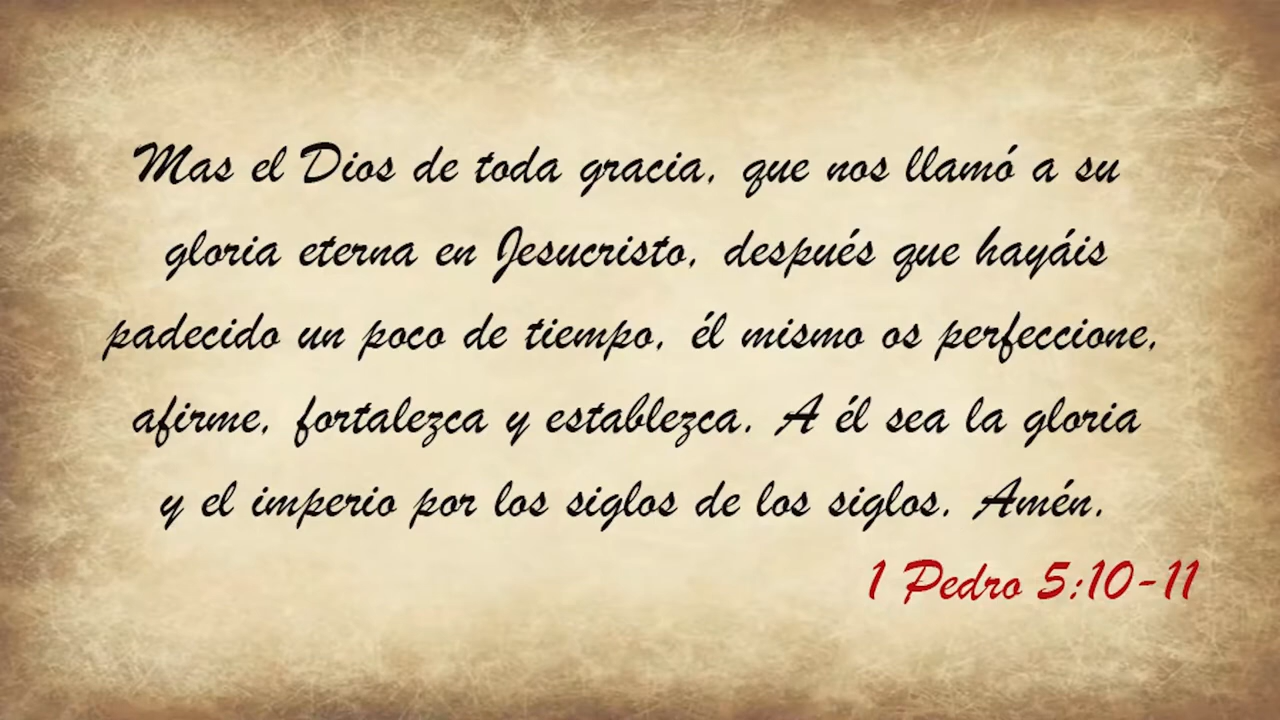 Mas el Dios de toda gracia, que nos llamó a su
gloria eterna en Jesucristo, después que hayáis
padecido un poco de tiempo, él mismo os perfeccione,
afirme, fortalezca y establezca. A él sea la gloria
y el imperio por los siglos de los siglos. Amén.
1 Pedro 5:10-11